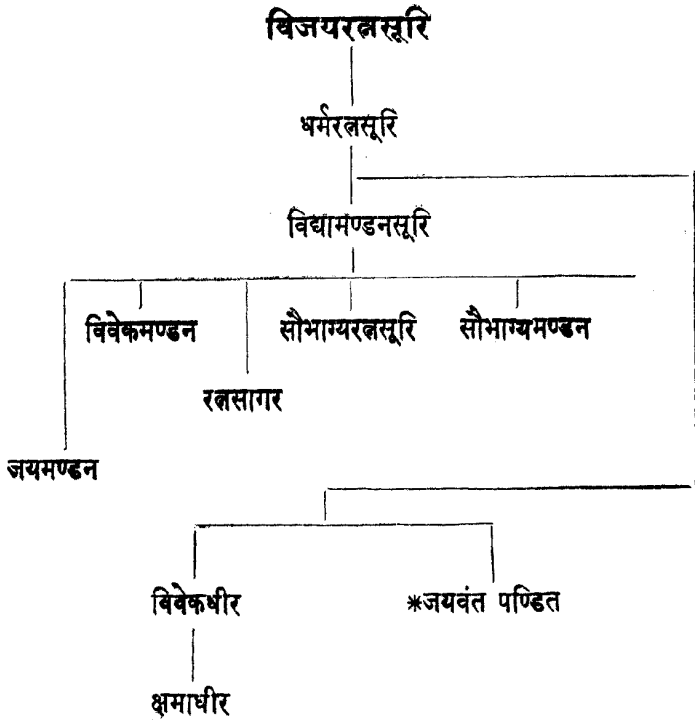 विजयरत्नसूरि
धर्मरत्नसूरि
विद्यामण्डनसूरि
विवेकमण्डन सौभाग्यरत्नसूरि सौभाग्यमण्डन
रत्नसागर
जयमण्डन
विवेकधीर *जयवंत पण्डित
क्षमाधीर